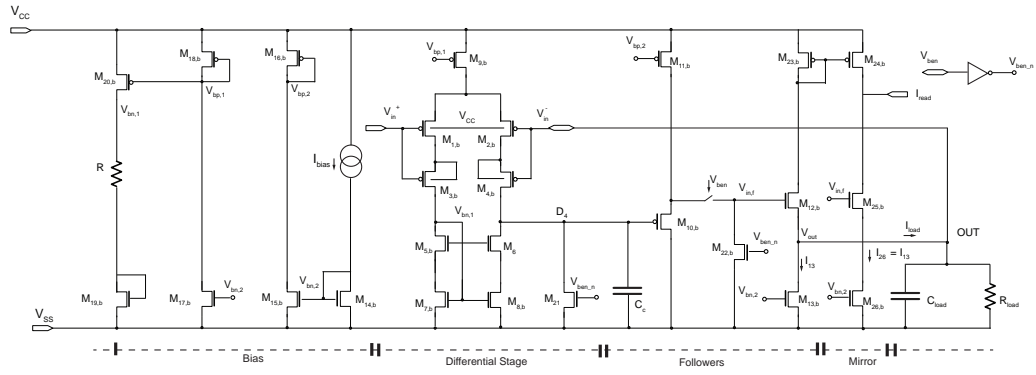 V_CC
M_20,b
M_18,b
V_bp,1
V_bn,1
R
M_19,b
M_17,b
V_bn,2
V_SS
M_16,b
V_bp,2
I_bias
V_bn,2
M_15,b
M_14,b
V_bp,1
M_9,b
V_in^+
V_CC
V_in^-
M_1,b
M_2,b
M_3,b
M_4,b
V_bn,1
D_4
M_5,b
M_6
M_7,b
M_8,b
M_21
V_ben_n
C_c
V_bp,2
M_11,b
M_10,b
V_ben
V_in,f
M_22,b
V_ben_n
M_23,b
M_24,b
M_12,b
V_out
V_in,f
M_25,b
I_13
I_26 = I_13
V_bn,2
M_13,b
V_bn,2
M_26,b
I_load
OUT
C_load
R_load
V_ben
V_ben_n
I_read
Bias
Differential Stage
Followers
Mirror